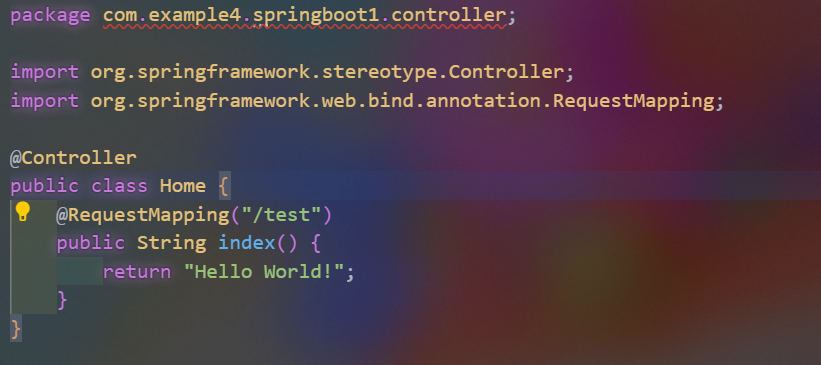 package com.example4.springboot1.controller;
import org.springframework.stereotype.Controller;
import org.springframework.web.bind.annotation.RequestMapping;
@Controller
public class Home {
@RequestMapping("/test")
public String index() {
return "Hello World!";
}
}